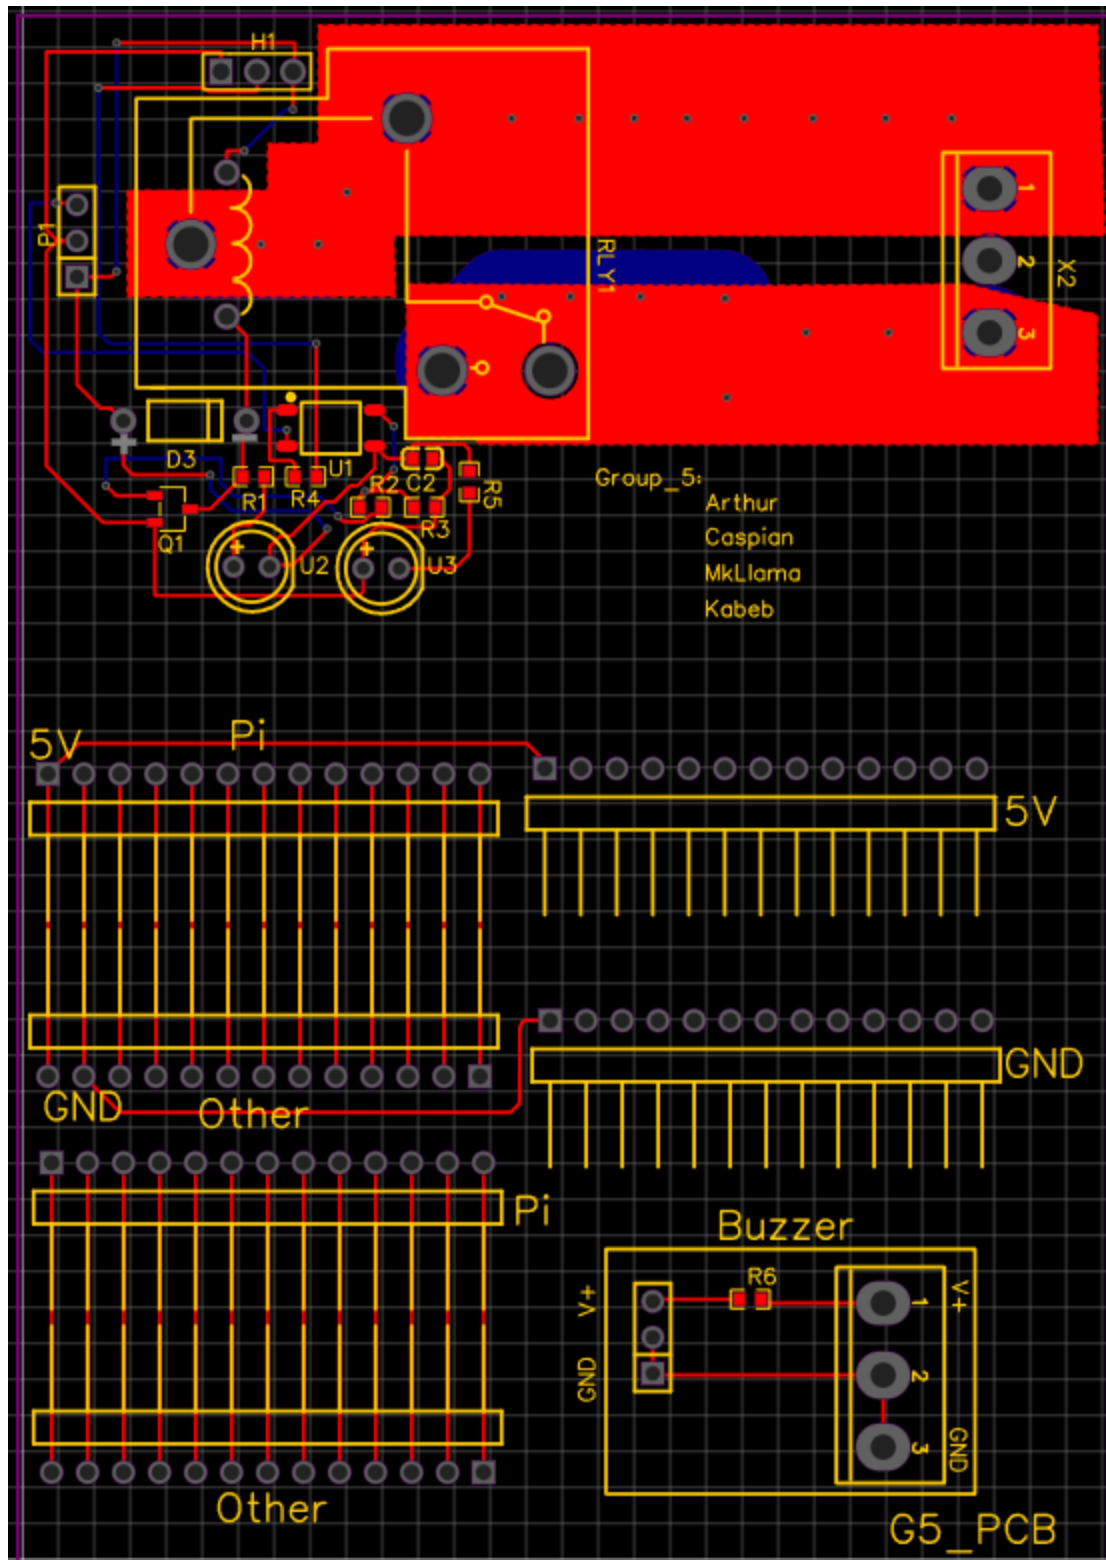 H1
P1
RLY1
1
2
3
X2
D3
U1
R1
R4
R2
C2
R5
R3
Q1
U2
U3
Group_5:
Arthur
Caspian
MkLlama
Kabeb
5V
Pi
5V
GND
Other
GND
Pi
Buzzer
V+
R6
1
V+
GND
2
3
GND
Other
G5_PCB